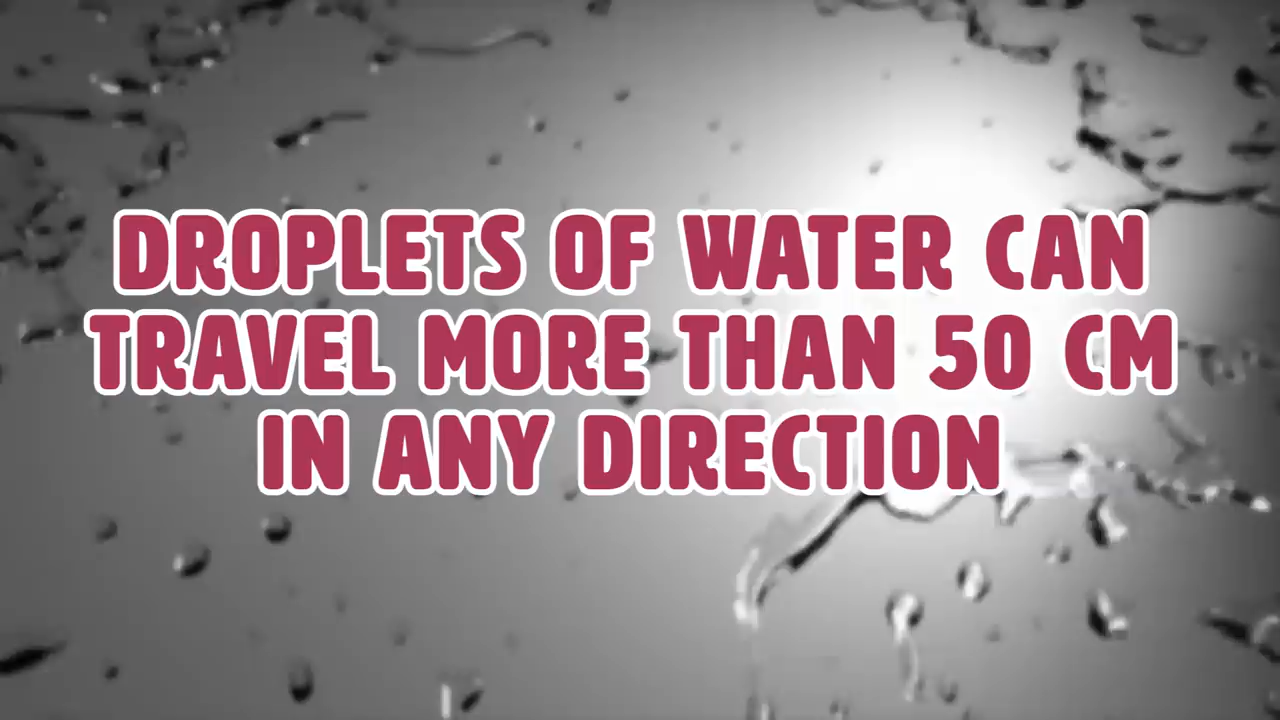 DROPLETS OF WATER CAN
TRAVEL MORE THAN 50 CM
IN ANY DIRECTION